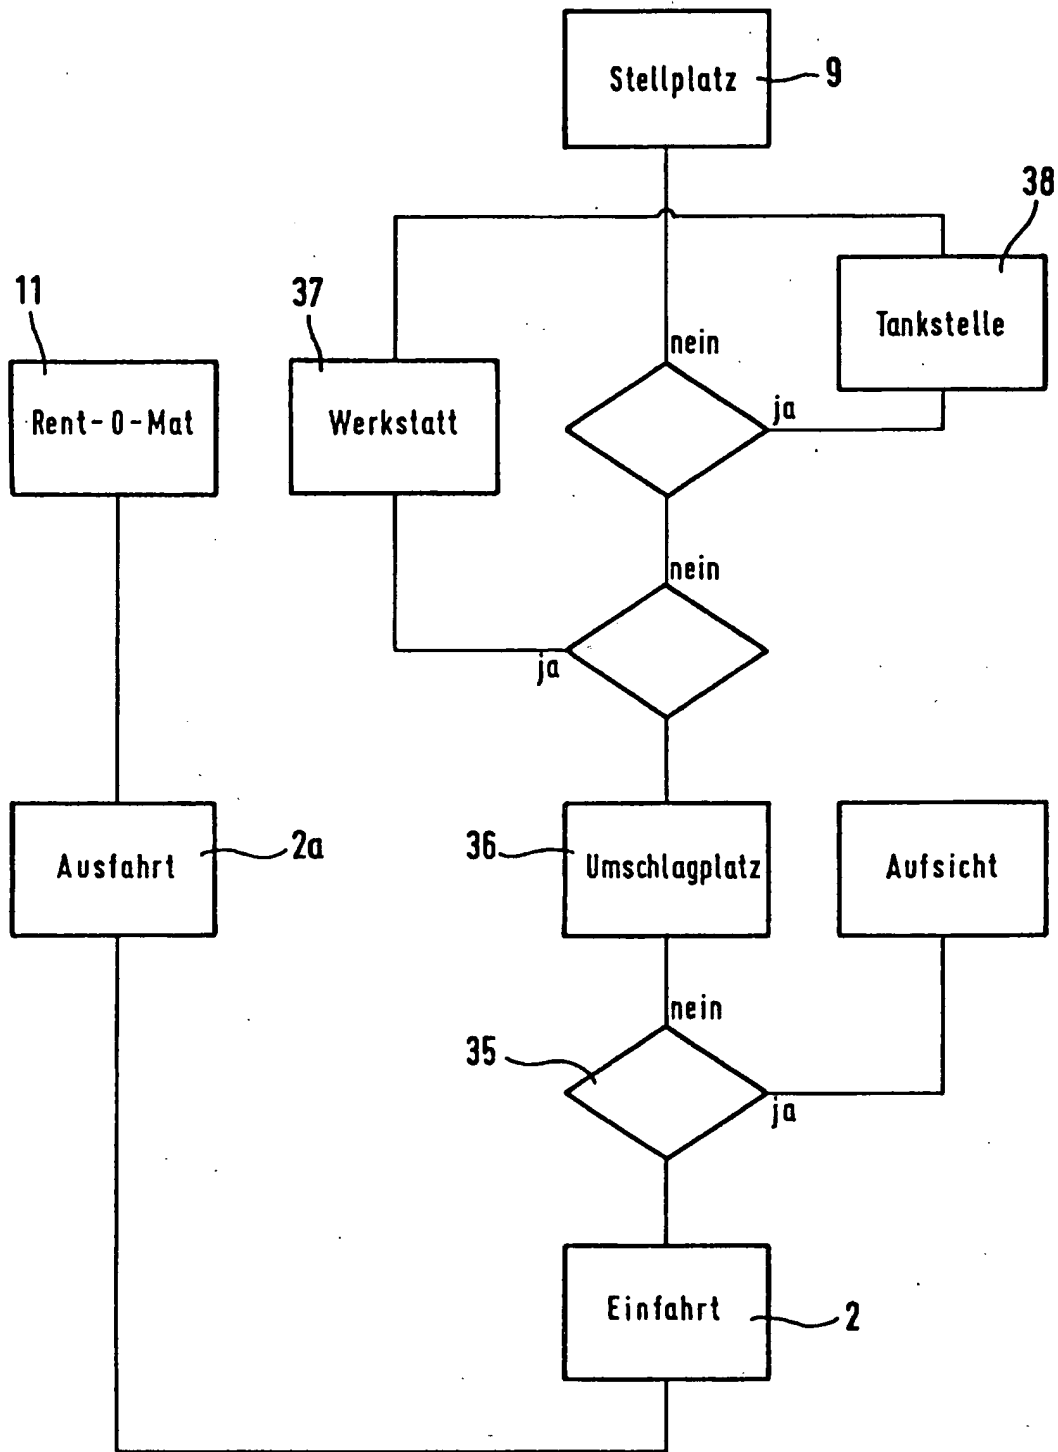 Stellplatz
9
38
Tankstelle
11
37
nein
Rent-O-Mat
Werkstatt
ja
nein
ja
Ausfahrt
2a
36
Umschlagplatz
Aufsicht
nein
35
ja
Einfahrt
2